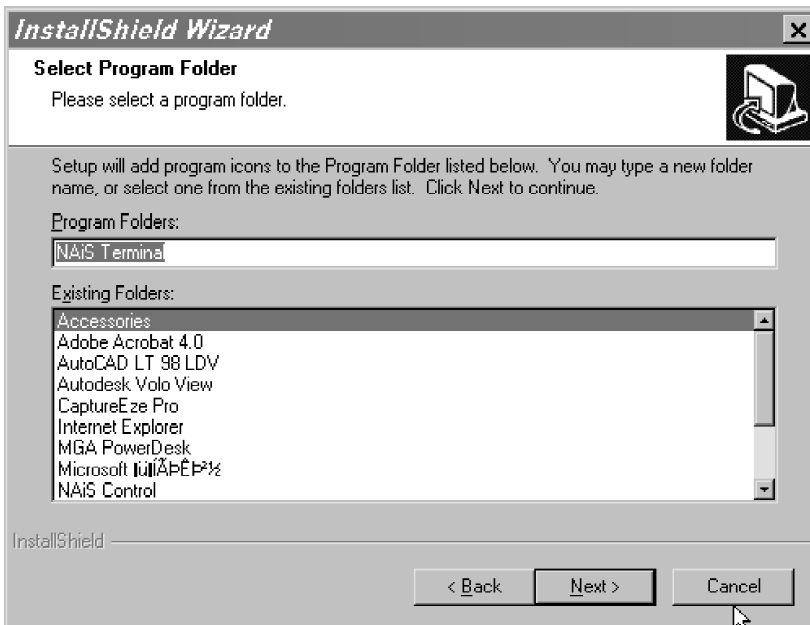 InstallShield Wizard
Select Program Folder
Please select a program folder.
Setup will add program icons to the Program Folder listed below. You may type a new folder
name, or select one from the existing folders list. Click Next to continue.
Program Folders:
NAiS Terminal
Existing Folders:
Accessories
Adobe Acrobat 4.0
AutoCAD LT 98 LDV
Autodesk Volo View
CaptureEze Pro
Internet Explorer
MGA PowerDesk
Microsoft
NAiS Control
InstallShield
< Back
Next >
Cancel